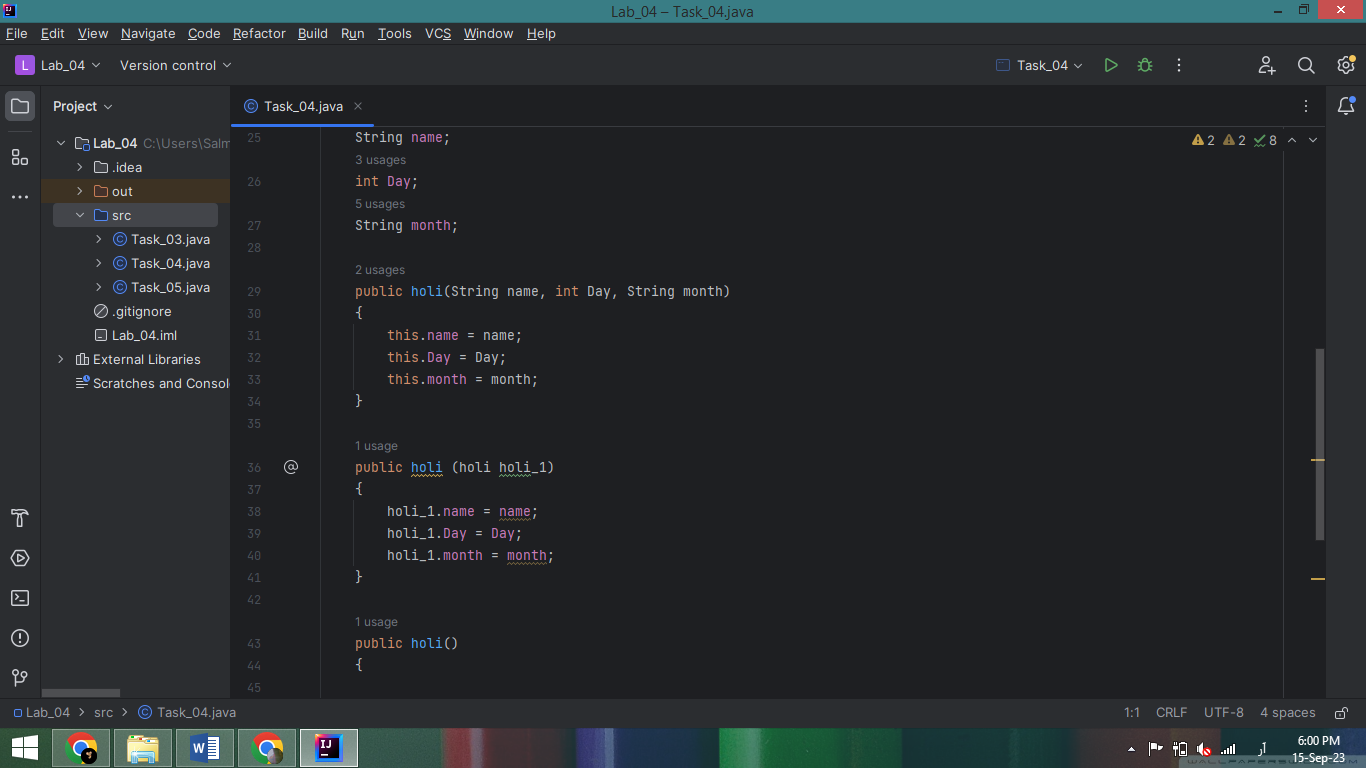 Lab_04 – Task_04.java
File Edit View Navigate Code Refactor Build Run Tools VCS Window Help
L Lab_04 Version control Task_04
Project
Task_04.java
Lab_04 C:\Users\Salm
.idea
out
src
Task_03.java
Task_04.java
Task_05.java
.gitignore
Lab_04.iml
External Libraries
Scratches and Consol
2 2 8
25 String name;
3 usages
26 int Day;
5 usages
27 String month;
28
2 usages
29 public holi(String name, int Day, String month)
30 {
31 this.name = name;
32 this.Day = Day;
33 this.month = month;
34 }
35
1 usage
36 @ public holi (holi holi_1)
37 {
38 holi_1.name = name;
39 holi_1.Day = Day;
40 holi_1.month = month;
41 }
42
1 usage
43 public holi()
44 {
45
Lab_04 > src > Task_04.java 1:1 CRLF UTF-8 4 spaces
6:00 PM
15-Sep-23